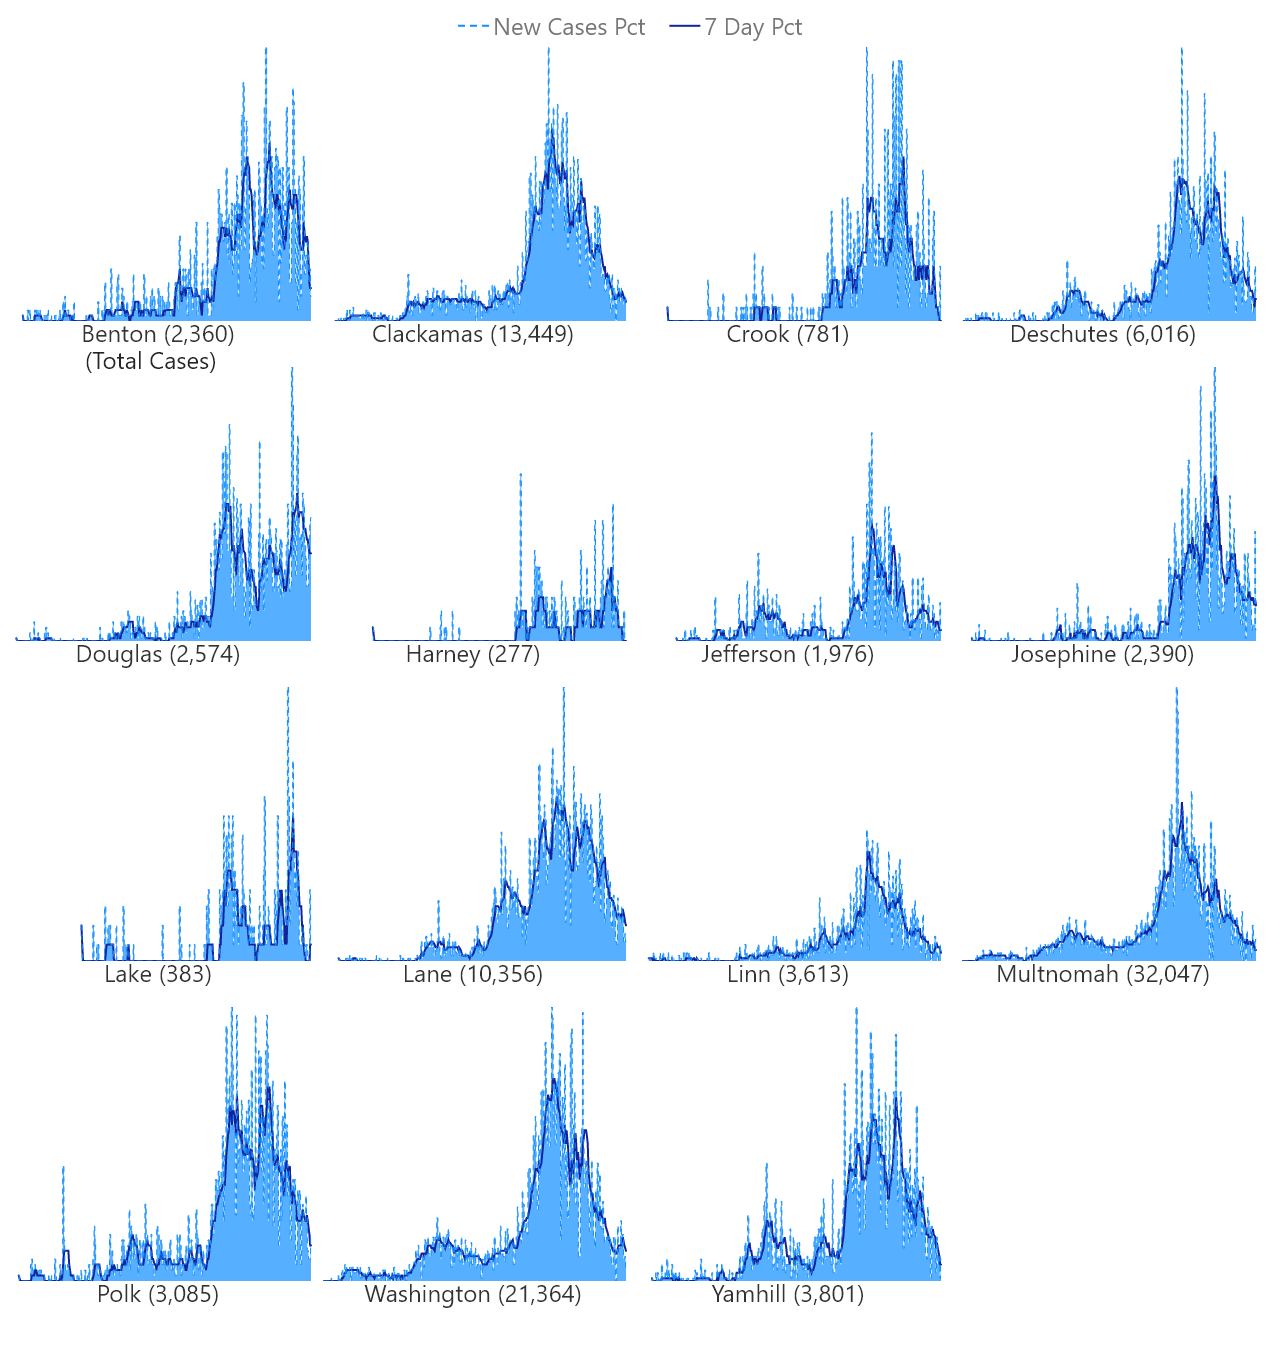 New Cases Pct 7 Day Pct
Benton (2,360) Clackamas (13,449) Crook (781) Deschutes (6,016)
(Total Cases)
Douglas (2,574) Harney (277) Jefferson (1,976) Josephine (2,390)
Lake (383) Lane (10,356) Linn (3,613) Multnomah (32,047)
Polk (3,085) Washington (21,364) Yamhill (3,801)